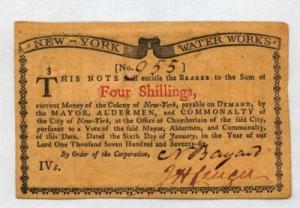 NEW-YORK WATER WORKS
[No. 955]
3
THIS NOTE shall entitle the BEARER to the Sum of
Four Shillings,
current Money of the Colony of New-York, payable on DEMAND, by
the MAYOR, ALDERMEN, and COMMONALTY of the
City of New-York, at the Office of Chamberlain of the said City,
pursuant to a Vote of the said Mayor, Aldermen, and Commonalty,
of this Date. Dated the Sixth Day of January, in the Year of our
Lord One Thousand Seven Hundred and Seventy-six.
By Order of the Corporation,
N Bayard
IVs.